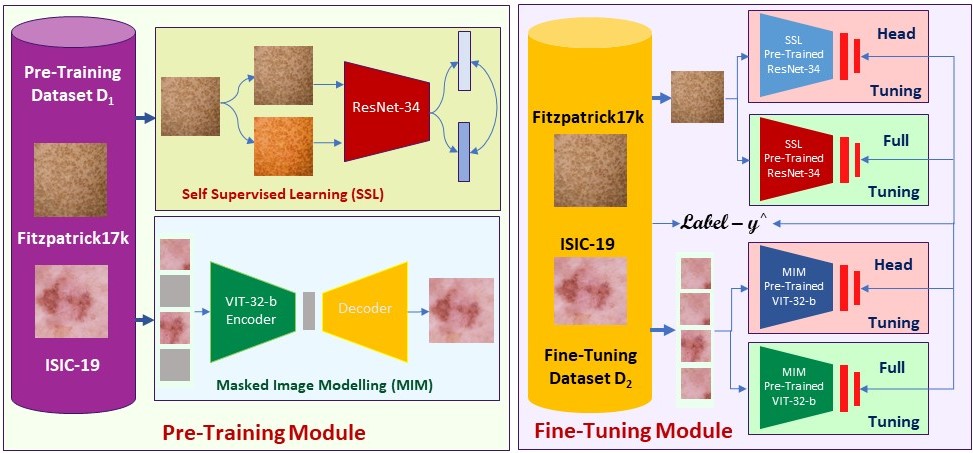 Pre-Training
Dataset D1
Fitzpatrick17k
ISIC-19
ResNet-34
Self Supervised Learning (SSL)
VIT-32-b
Encoder
Decoder
Masked Image Modelling (MIM)
Pre-Training Module
Fitzpatrick17k
ISIC-19
Fine-Tuning
Dataset D2
SSL
Pre-Trained
ResNet-34
Head
Tuning
SSL
Pre-Trained
ResNet-34
Full
Tuning
Label – y^
MIM
Pre-Trained
VIT-32-b
Head
Tuning
MIM
Pre-Trained
VIT-32-b
Full
Tuning
Fine-Tuning Module